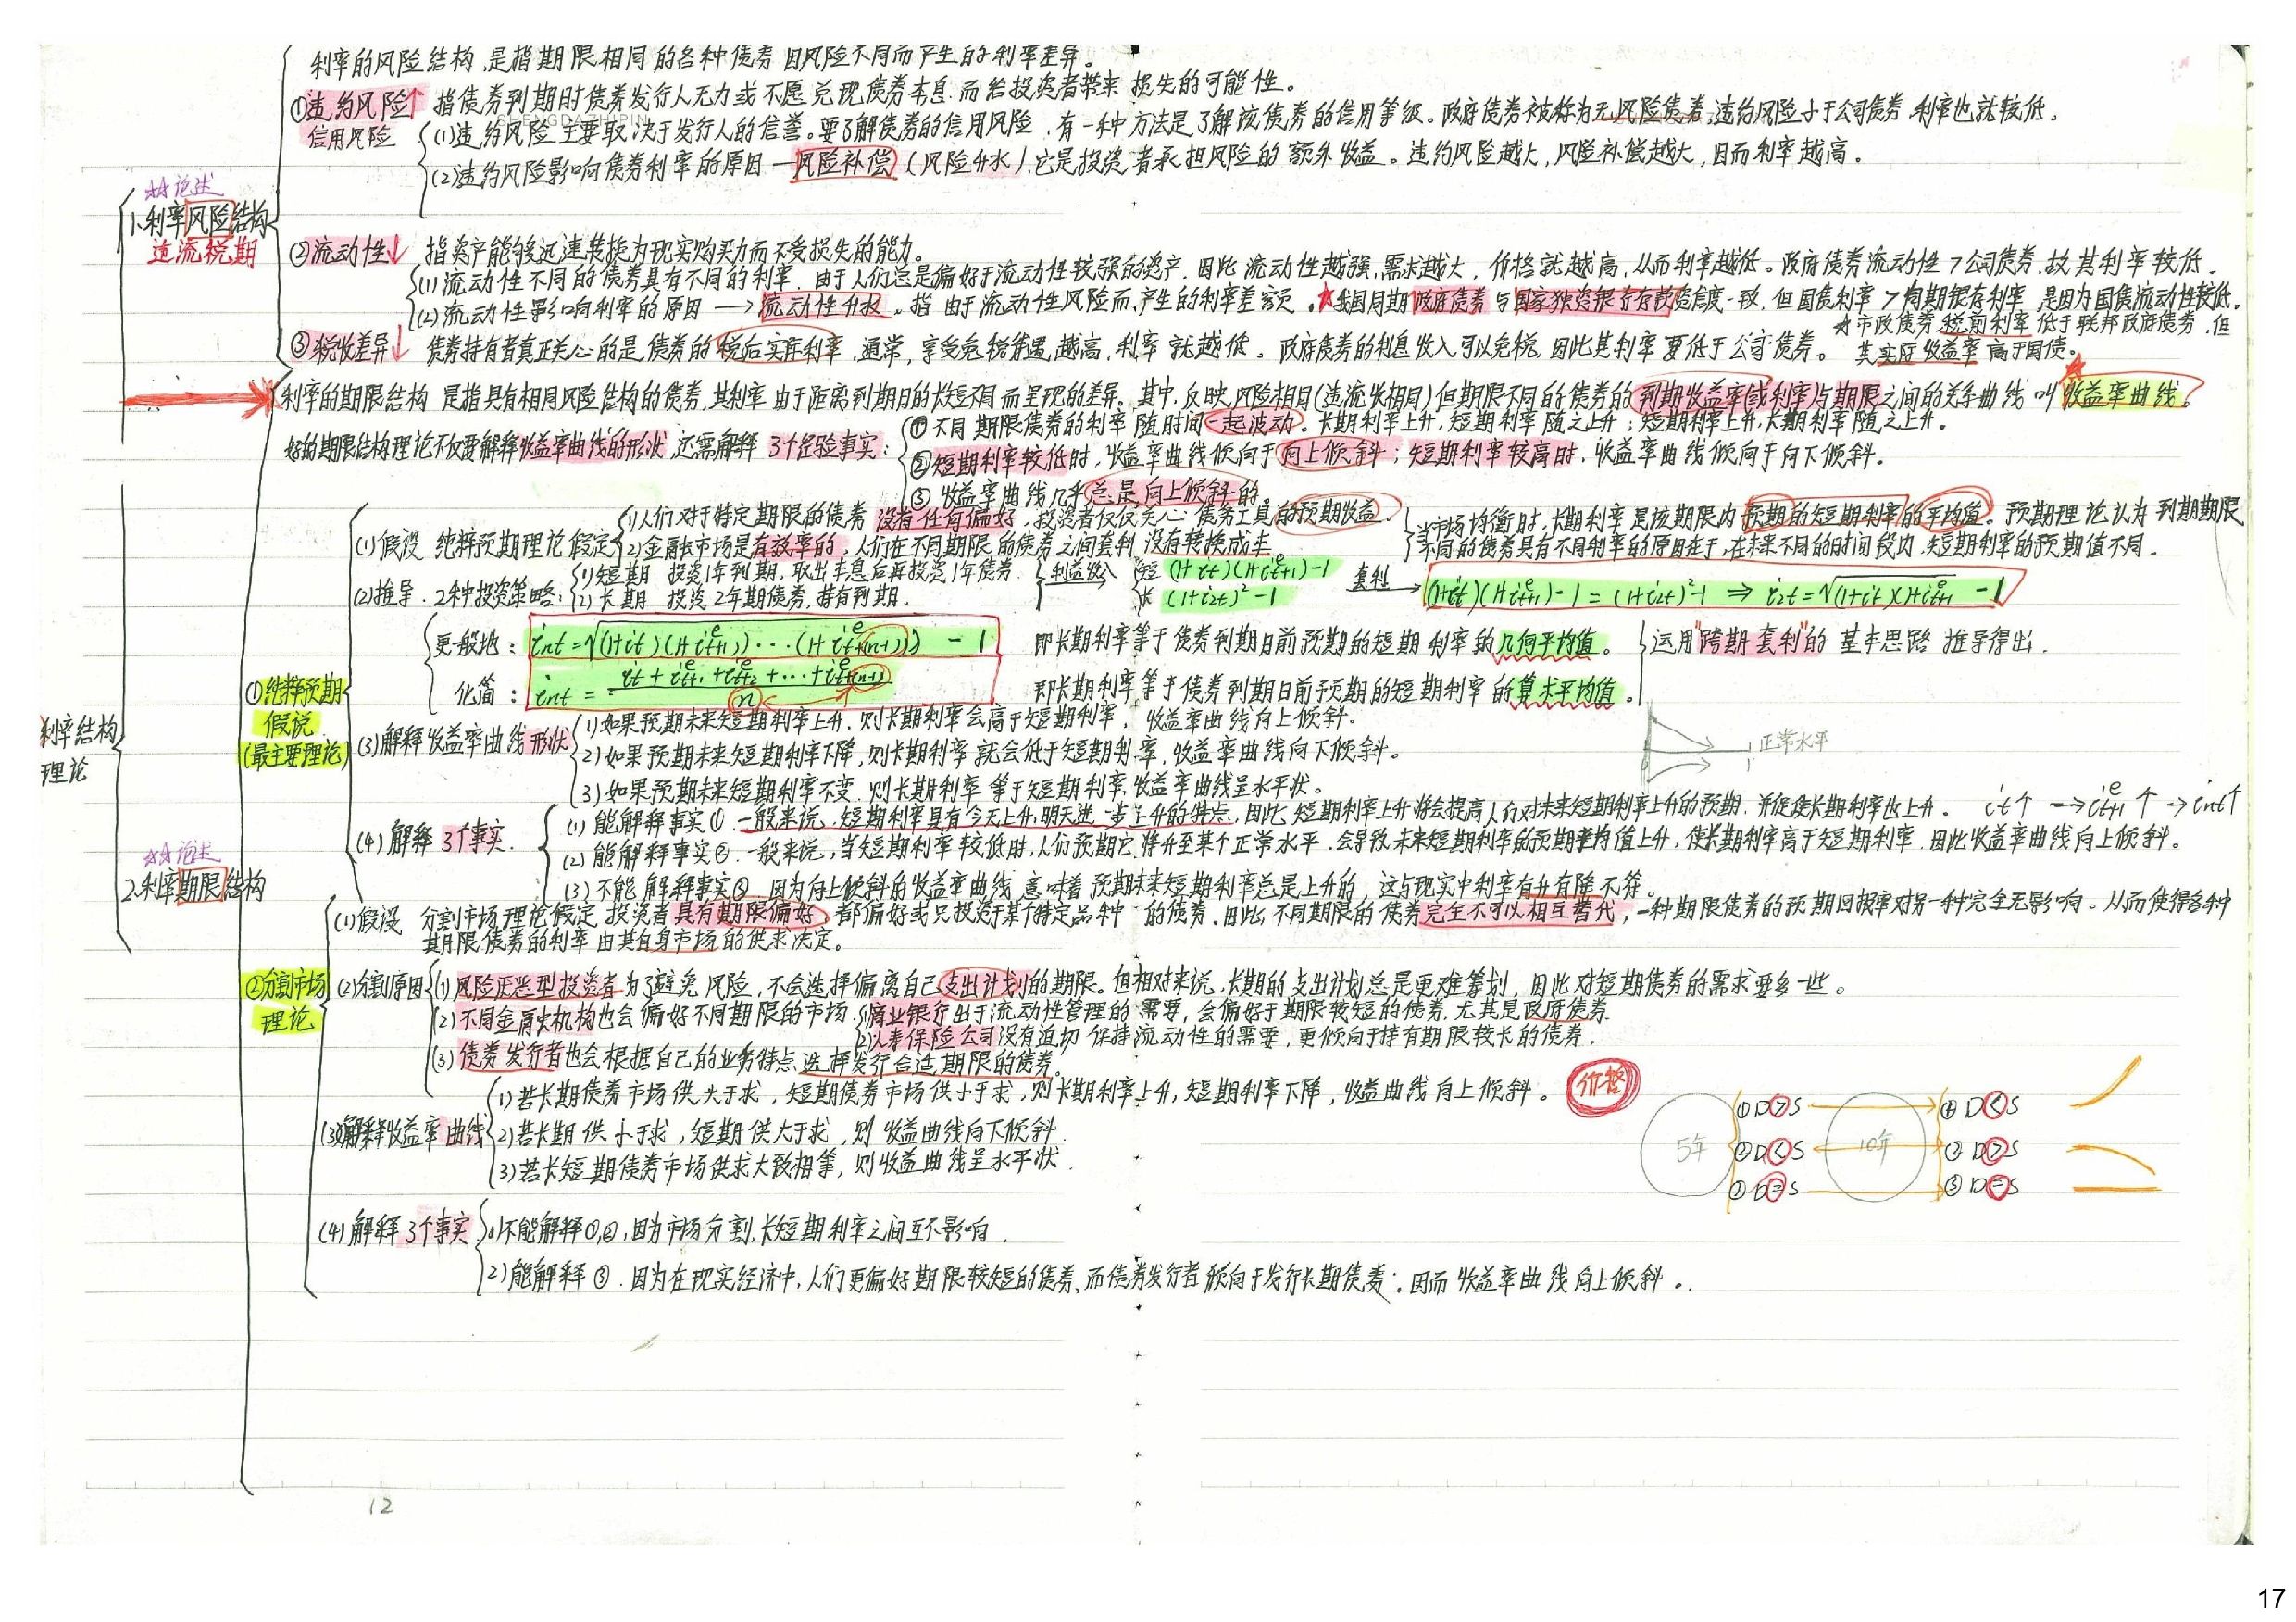 利率的风险结构 是指期限相同的各种债券因风险不同而产生的利率差异。
①违约风险↑ 指债券到期时债券发行人无力或不愿兑现债券本息而给投资者带来损失的可能性。
SHENGDAZHIPIN
信用风险
(1)违约风险主要取决于发行人的信誉。要了解债券的信用风险,有一种方法是了解该债券的信用等级。政府债券被称为无风险债券,违约风险小于公司债券,利率也就较低。
(2)违约风险影响债券利率的原因—风险补偿(风险升水),它是投资者承担风险的额外收益。违约风险越大,风险补偿越大,因而利率越高。
☆☆论述
1.利率风险结构
违流税期
②流动性↓ 指资产能够迅速转换为现实购买力而不受损失的能力。
(1)流动性不同的债券具有不同的利率,由于人们总是偏好于流动性较强的资产,因此流动性越强,需求越大,价格就越高,从而利率越低。政府债券流动性>公司债券,故其利率较低。
(2)流动性影响利率的原因→流动性升水。指由于流动性风险而产生的利率差额。★我国同期政府债券与国家独资银行存款信度一致,但国债利率>同期银行利率,是因为国债流动性较低。
③税收差异↓ 债券持有者真正关心的是债券的税后实际利率,通常,享受免税待遇越高,利率就越低。政府债券的利息收入可以免税,因此其利率要低于公司债券。
☆市政债券税前利率低于联邦政府债券,但
其实际收益率高于国债。
利率的期限结构 是指具有相同风险结构的债券,其利率由于距离到期日的长短不同而呈现的差异。其中,反映风险相同(违流税相同)但期限不同的债券的到期收益率(或利率)与期限之间的关系曲线叫收益率曲线。
好的期限结构理论不仅要解释收益率曲线的形状,还需解释3个经验事实:
①不同期限债券的利率随时间一起波动。长期利率上升,短期利率随之上升;短期利率上升,长期利率随之上升。
②短期利率较低时,收益率曲线倾向于向上倾斜;短期利率较高时,收益率曲线倾向于向下倾斜。
③收益率曲线几乎总是向上倾斜的
利率结构
理论
☆☆论述
2.利率期限结构
①纯粹预期
假说
(最主要理论)
(1)假设 纯粹预期理论假定
1)人们对于特定期限的债券没有任何偏好,投资者仅仅关心债务工具的预期收益.
2)金融市场是有效率的,人们在不同期限的债券之间套利没有转换成本
当市场均衡时,长期利率是该期限内预期的短期利率的平均值。预期理论认为到期期限
不同的债券具有不同利率的原因在于,在未来不同的时间段内,短期利率的预期值不同.
(2)推导.2种投资策略:
1)短期 投资1年到期,取出本息后再投资1年债券.
2)长期 投资2年期债券,持有到期.
利益收入
短 (1+it)(1+iᵉt+1)-1
长 (1+i2t)²-1
套利→
(1+it)(1+iᵉt+1)-1=(1+i2t)²-1 ⇒ i2t=√(1+it)(1+iᵉt+1) -1
更一般地: int=ⁿ√(1+it)(1+iᵉt+1)···(1+iᵉt+(n-1)) -1
即长期利率等于债券到期日前预期的短期利率的几何平均值。
运用"跨期套利"的基本思路推导得出.
化简: int=(it+iᵉt+1+iᵉt+2+···+iᵉt+(n-1))/n
即长期利率等于债券到期日前预期的短期利率的算术平均值.
(3)解释收益率曲线形状
1)如果预期未来短期利率上升,则长期利率会高于短期利率,收益率曲线向上倾斜.
2)如果预期未来短期利率下降,则长期利率就会低于短期利率,收益率曲线向下倾斜。
3)如果预期未来短期利率不变,则长期利率等于短期利率,收益率曲线呈水平状。
正常水平
(4)解释3个事实.
(1)能解释事实①.一般来说,短期利率具有今天上升,明天进一步上升的特点,因此短期利率上升将会提高人们对未来短期利率上升的预期,并促使长期利率也上升。 it↑ →iᵉt+1↑ →int↑
(2)能解释事实②.一般来说,当短期利率较低时,人们预期它将升至某个正常水平,会导致未来短期利率的预期平均值上升,使长期利率高于短期利率,因此收益率曲线向上倾斜。
(3)不能解释事实③,因为向上倾斜的收益率曲线意味着预期未来短期利率总是上升的,这与现实中利率有升有降不符。
②分割市场
理论
(1)假设 分割市场理论假定投资者具有期限偏好,都偏好或只投资于某个特定品种的债券.因此,不同期限的债券完全不可以相互替代,一种期限债券的预期回报率对另一种完全无影响。从而使得各种
期限债券的利率由其自身市场的供求决定。
(2)分割原因
(1)风险厌恶型投资者为了避免风险,不会选择偏离自己支出计划的期限。但相对来说,长期的支出计划总是更难筹划,因此对短期债券的需求要多一些。
(2)不同金融机构也会偏好不同期限的市场.
1)商业银行出于流动性管理的需要,会偏好于期限较短的债券,尤其是政府债券.
2)人寿保险公司没有迫切保持流动性的需要,更倾向于持有期限较长的债券.
(3)债券发行者也会根据自己的业务特点选择发行合适期限的债券。
(3)解释收益率曲线
1)若长期债券市场供大于求,短期债券市场供小于求,则长期利率上升,短期利率下降,收益曲线向上倾斜。
价格
2)若长期供小于求,短期供大于求,则收益曲线向下倾斜.
3)若长短期债券市场供求大致相等,则收益曲线呈水平状.
5年
①D>S
②D<S
③D=S
10年
①D<S
②D>S
③D=S
(4)解释3个事实
1)不能解释①,②,因为市场分割,长短期利率之间互不影响.
2)能解释③.因为在现实经济中,人们更偏好期限较短的债券,而债券发行者倾向于发行长期债券;因而收益率曲线向上倾斜。
12
17